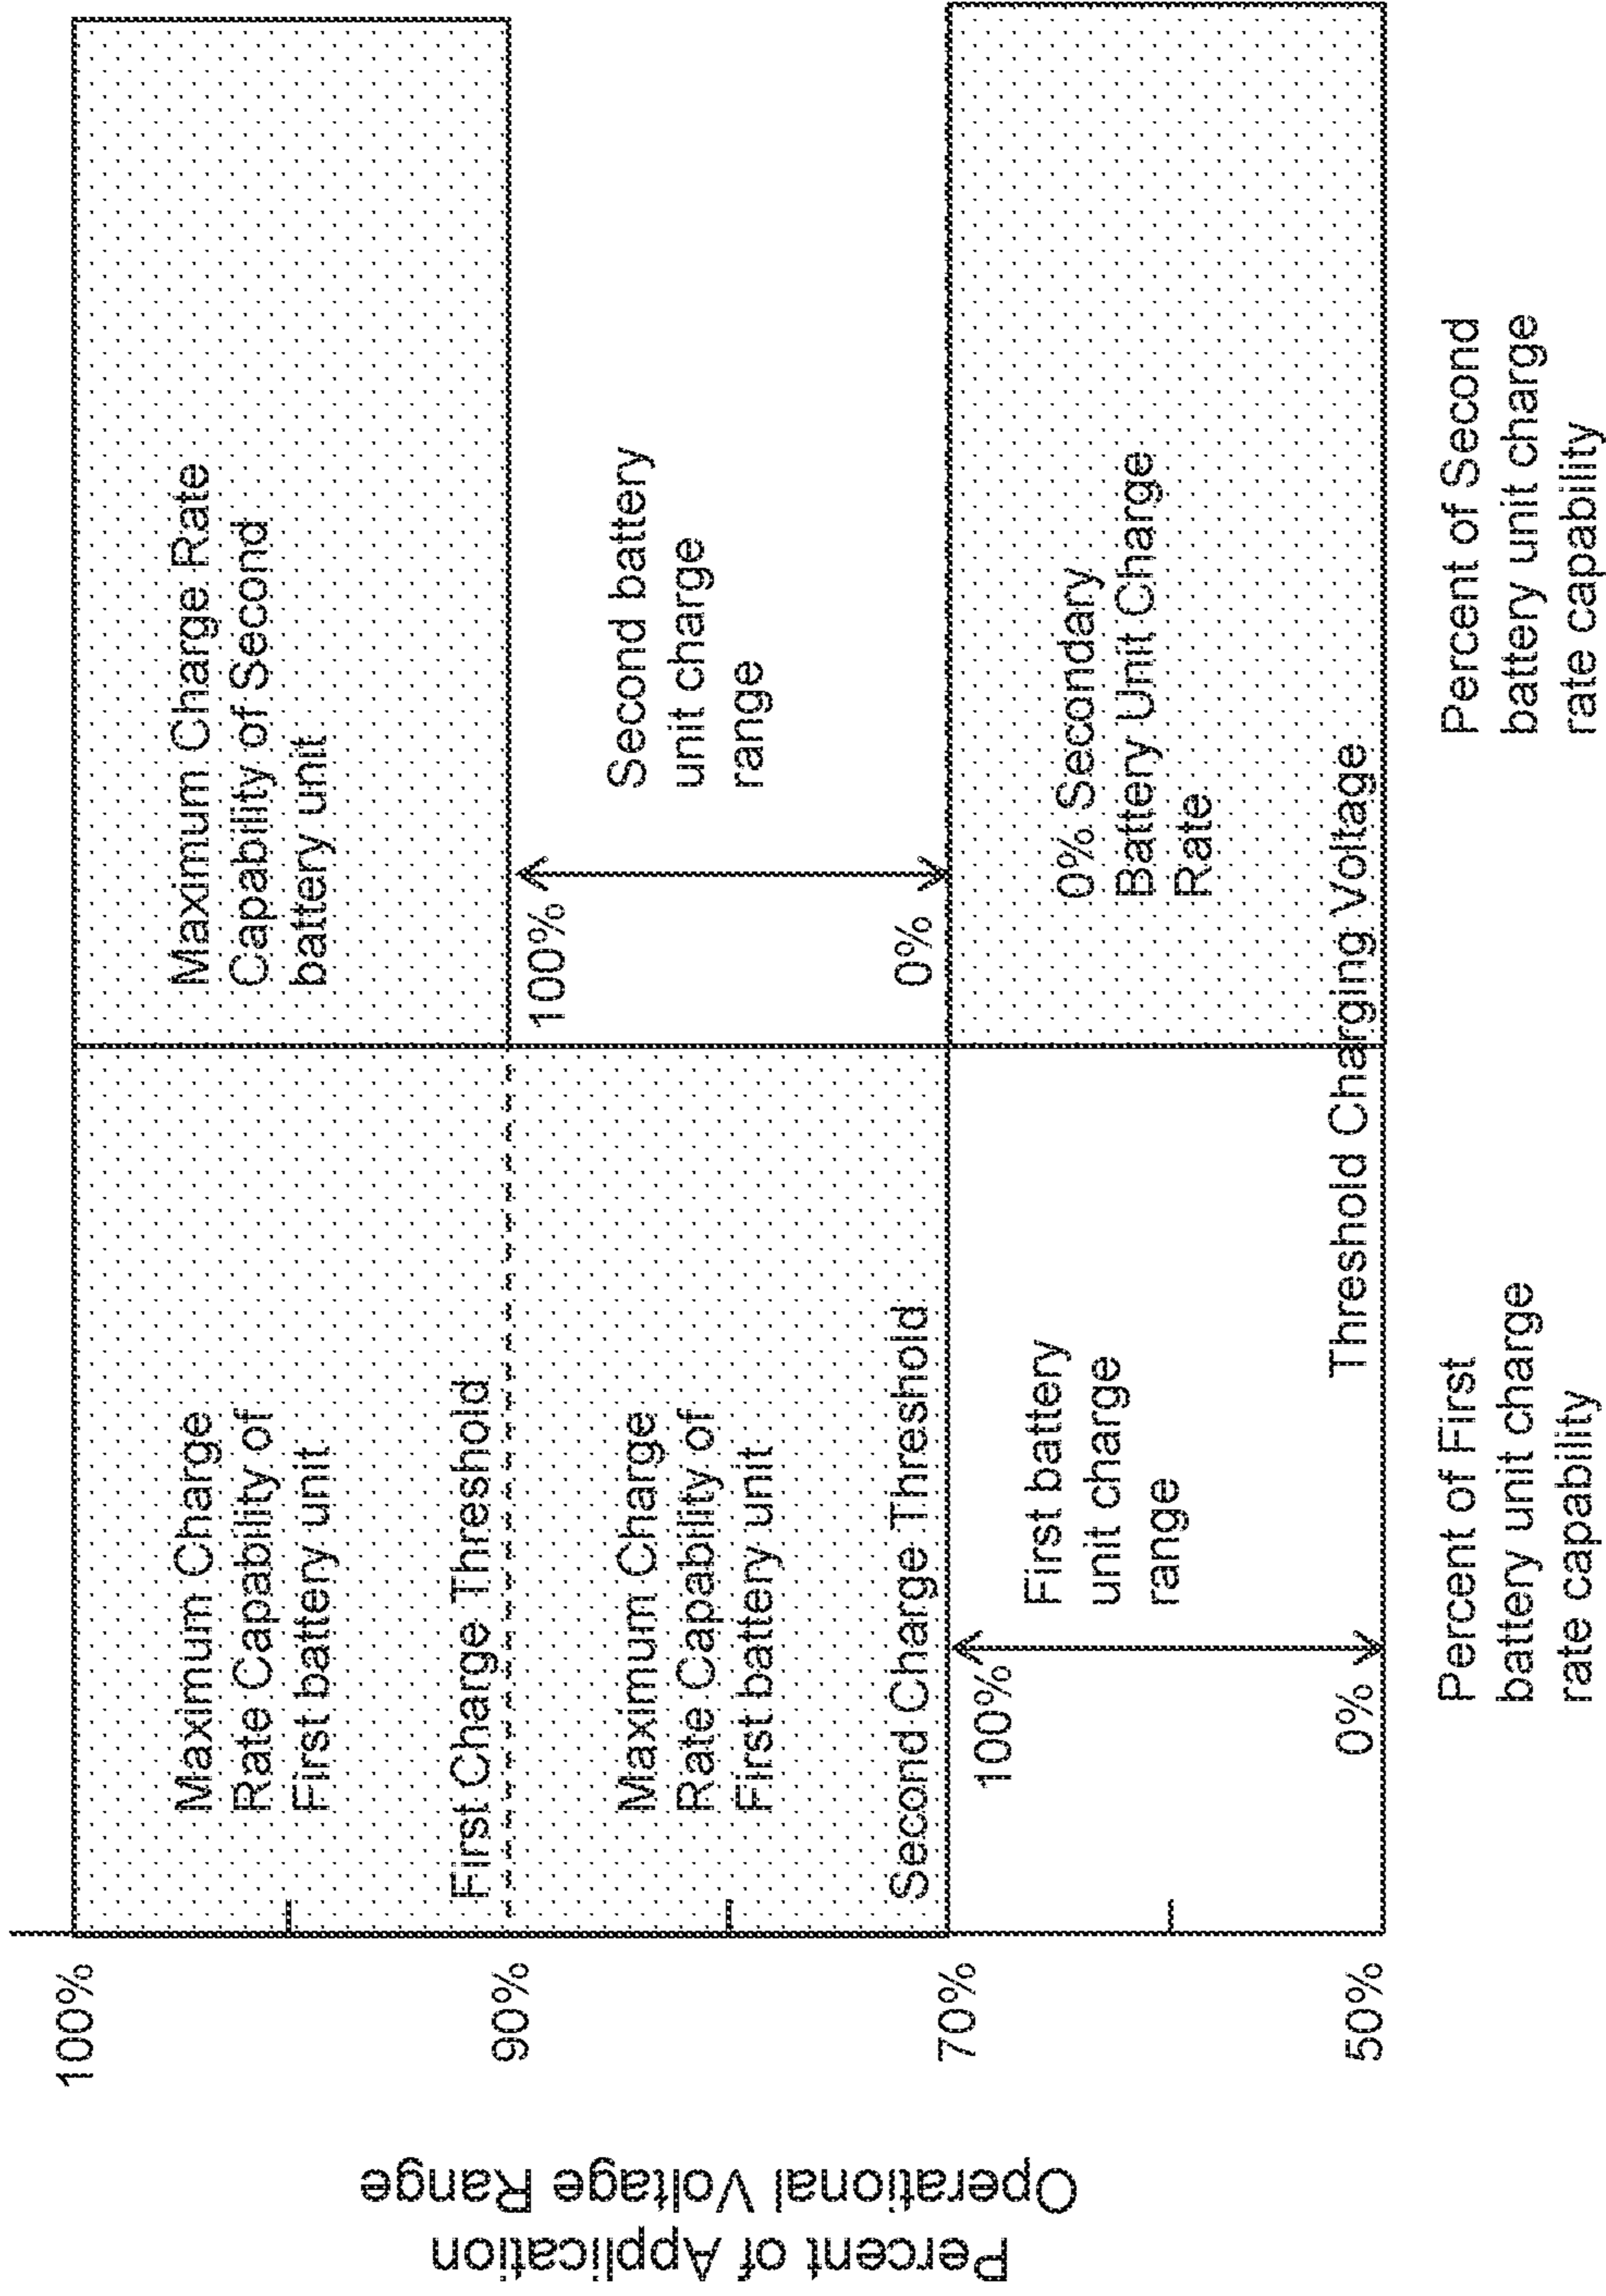 Percent of Application
Operational Voltage Range
100%
90%
70%
50%
Maximum Charge
Rate Capability of
First battery unit
First Charge Threshold
Maximum Charge
Rate Capability of
First battery unit
Second Charge Threshold
100%
First battery
unit charge
range
0%
Threshold Charging Voltage
Maximum Charge Rate
Capability of Second
battery unit
100%
Second battery
unit charge
range
0%
0% Secondary
Battery Unit Charge
Rate
Percent of First
battery unit charge
rate capability
Percent of Second
battery unit charge
rate capability